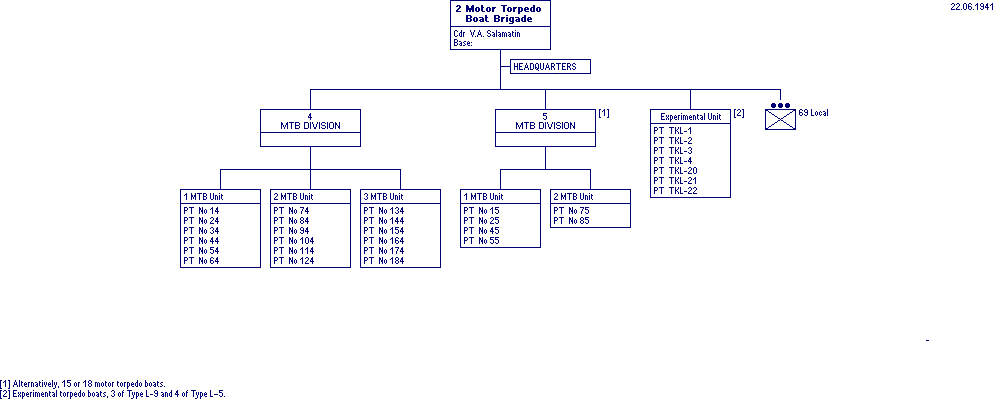 22.06.1941
2 Motor Torpedo
Boat Brigade
Cdr V.A. Salamatin
Base:
HEADQUARTERS
4
MTB DIVISION
5
MTB DIVISION
[1]
Experimental Unit
PT TKL-1
PT TKL-2
PT TKL-3
PT TKL-4
PT TKL-20
PT TKL-21
PT TKL-22
[2]
69 Local
1 MTB Unit
PT No 14
PT No 24
PT No 34
PT No 44
PT No 54
PT No 64
2 MTB Unit
PT No 74
PT No 84
PT No 94
PT No 104
PT No 114
PT No 124
3 MTB Unit
PT No 134
PT No 144
PT No 154
PT No 164
PT No 174
PT No 184
1 MTB Unit
PT No 15
PT No 25
PT No 45
PT No 55
2 MTB Unit
PT No 75
PT No 85
[1] Alternatively, 15 or 18 motor torpedo boats.
[2] Experimental torpedo boats, 3 of Type L-9 and 4 of Type L-5.